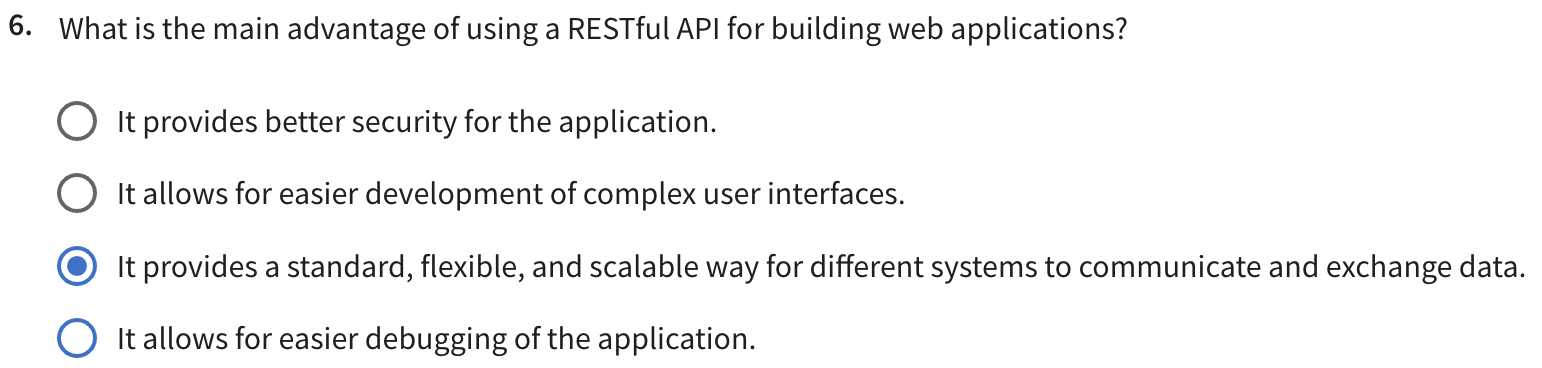 6. What is the main advantage of using a RESTful API for building web applications?
It provides better security for the application.
It allows for easier development of complex user interfaces.
It provides a standard, flexible, and scalable way for different systems to communicate and exchange data.
It allows for easier debugging of the application.